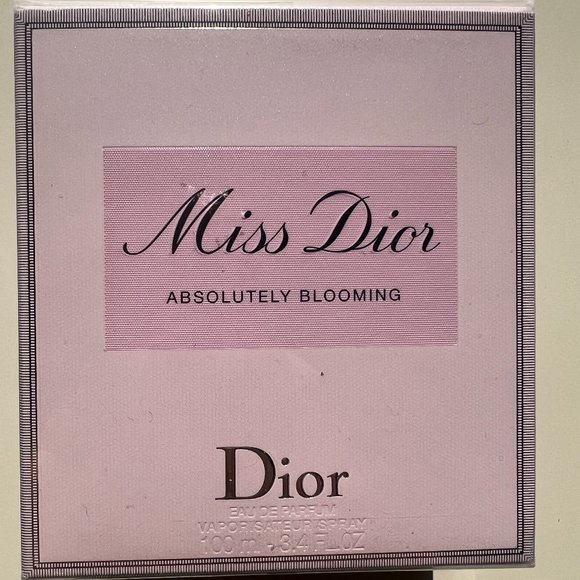 Miss Dior
ABSOLUTELY BLOOMING
Dior
EAU DE PARFUM
VAPORISATEUR SPRAY
100 ml - 3.4 FL.OZ